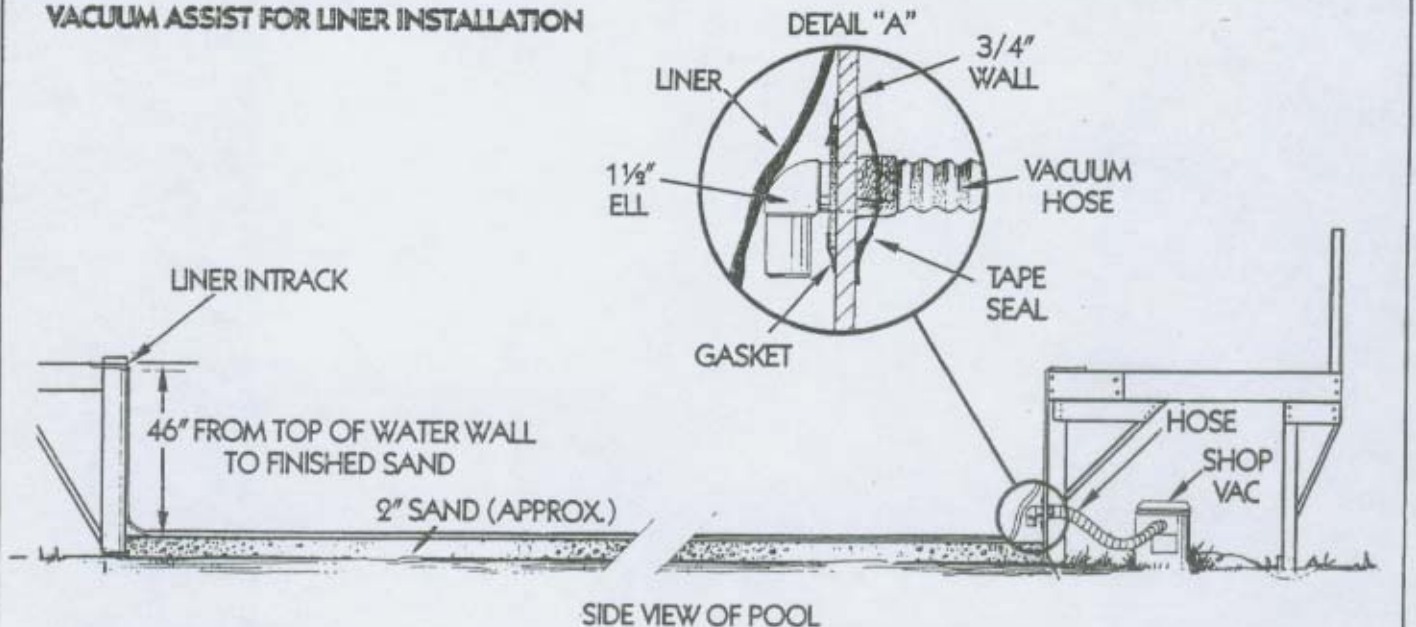 VACUUM ASSIST FOR LINER INSTALLATION
DETAIL "A"
3/4"
WALL
LINER
1½"
ELL
VACUUM
HOSE
TAPE
SEAL
GASKET
LINER INTRACK
46" FROM TOP OF WATER WALL
TO FINISHED SAND
2" SAND (APPROX.)
HOSE
SHOP
VAC
SIDE VIEW OF POOL